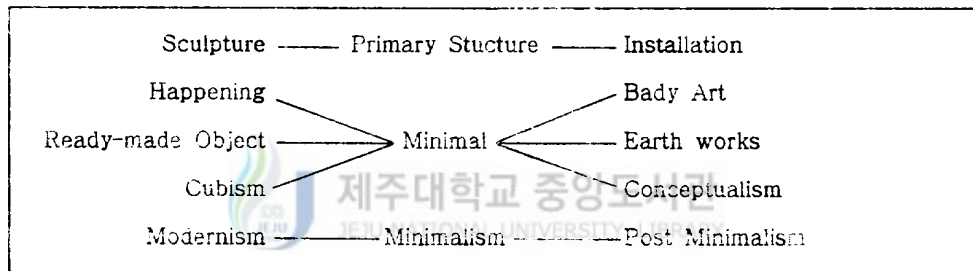 Sculpture Primary Stucture Installation
Happening Bady Art
Ready-made Object Minimal Earth works
Cubism Conceptualism
제주대학교 중앙도서관
JEJU NATIONAL UNIVERSITY LIBRARY
Modernism Minimalism Post Minimalism
JEJU